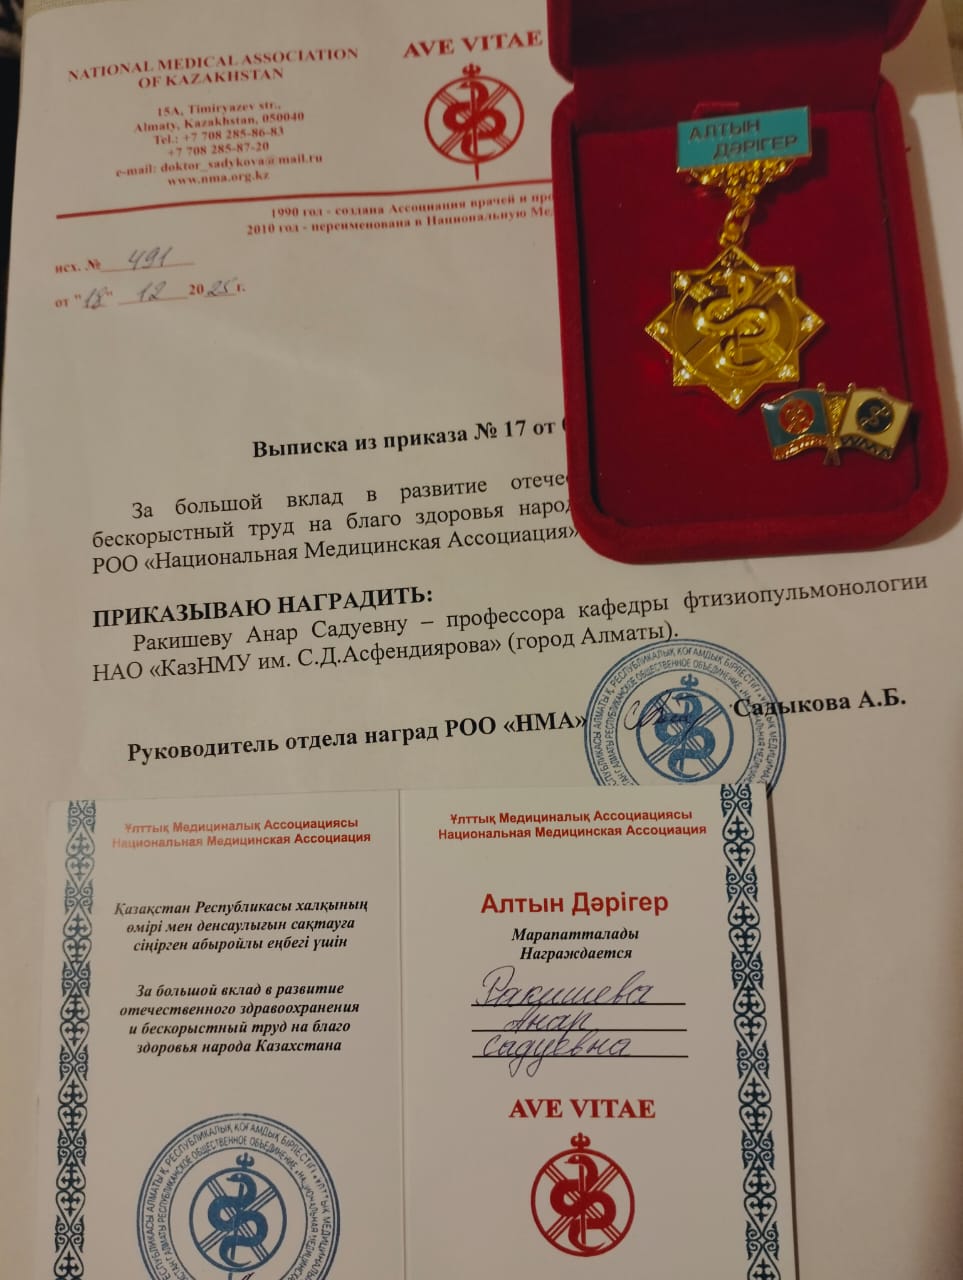 NATIONAL MEDICAL ASSOCIATION
OF KAZAKHSTAN
15A, Timiryazev str.,
Almaty, Kazakhstan, 050040
Tel.: +7 708 285-86-83
+7 708 285-87-20
e-mail: doktor_sadykova@mail.ru
www.nma.org.kz
AVE VITAE
1990 год - создана Ассоциация врачей и
2010 год - переименована в Национальную
исх. № 491
от "18" 12 2025 г.
АЛТЫН
ДӘРІГЕР
WMA
Выписка из приказа № 17 от
За большой вклад в развитие
бескорыстный труд на благо здоровья
РОО «Национальная Медицинская Ассоциация»
ПРИКАЗЫВАЮ НАГРАДИТЬ:
Ракишеву Анар Садуевну – профессора кафедры фтизиопульмонологии
НАО «КазНМУ им. С.Д.Асфендиярова» (город Алматы).
Руководитель отдела наград РОО «НМА»
Садыкова А.Б.
Ұлттық Медициналық Ассоциациясы
Национальная Медицинская Ассоциация
Қазақстан Республикасы халқының
өмірі мен денсаулығын сақтауға
сіңірген абыройлы еңбегі үшін
За большой вклад в развитие
отечественного здравоохранения
и бескорыстный труд на благо
здоровья народа Казахстана
Ұлттық Медициналық Ассоциациясы
Национальная Медицинская Ассоциация
Алтын Дәрігер
Марапатталады
Награждается
Ракишева
Анар
Садуевна
AVE VITAE